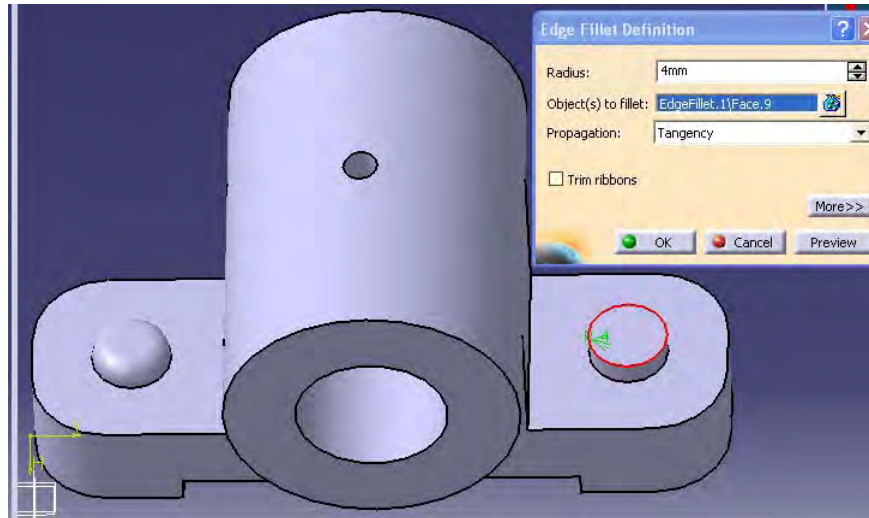 Edge Fillet Definition
Radius: 4mm
Object(s) to fillet: EdgeFillet.1\Face.9
Propagation: Tangency
Trim ribbons
More>>
OK Cancel Preview